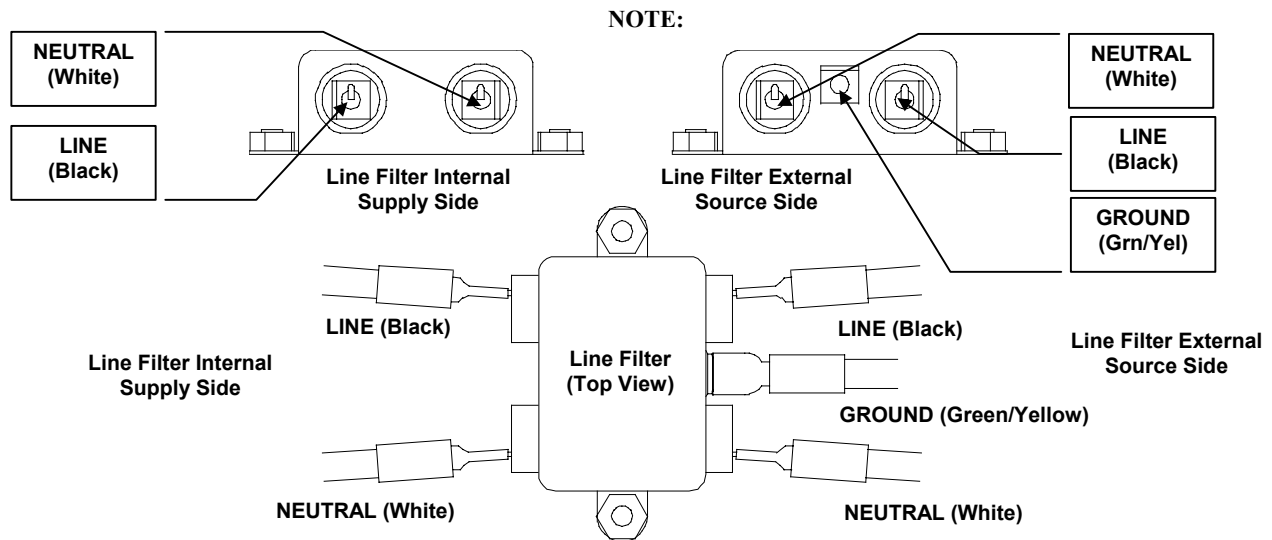 NOTE:
NEUTRAL
(White)
LINE
(Black)
Line Filter Internal
Supply Side
Line Filter External
Source Side
NEUTRAL
(White)
LINE
(Black)
GROUND
(Grn/Yel)
LINE (Black)
LINE (Black)
Line Filter Internal
Supply Side
Line Filter
(Top View)
Line Filter External
Source Side
GROUND (Green/Yellow)
NEUTRAL (White)
NEUTRAL (White)